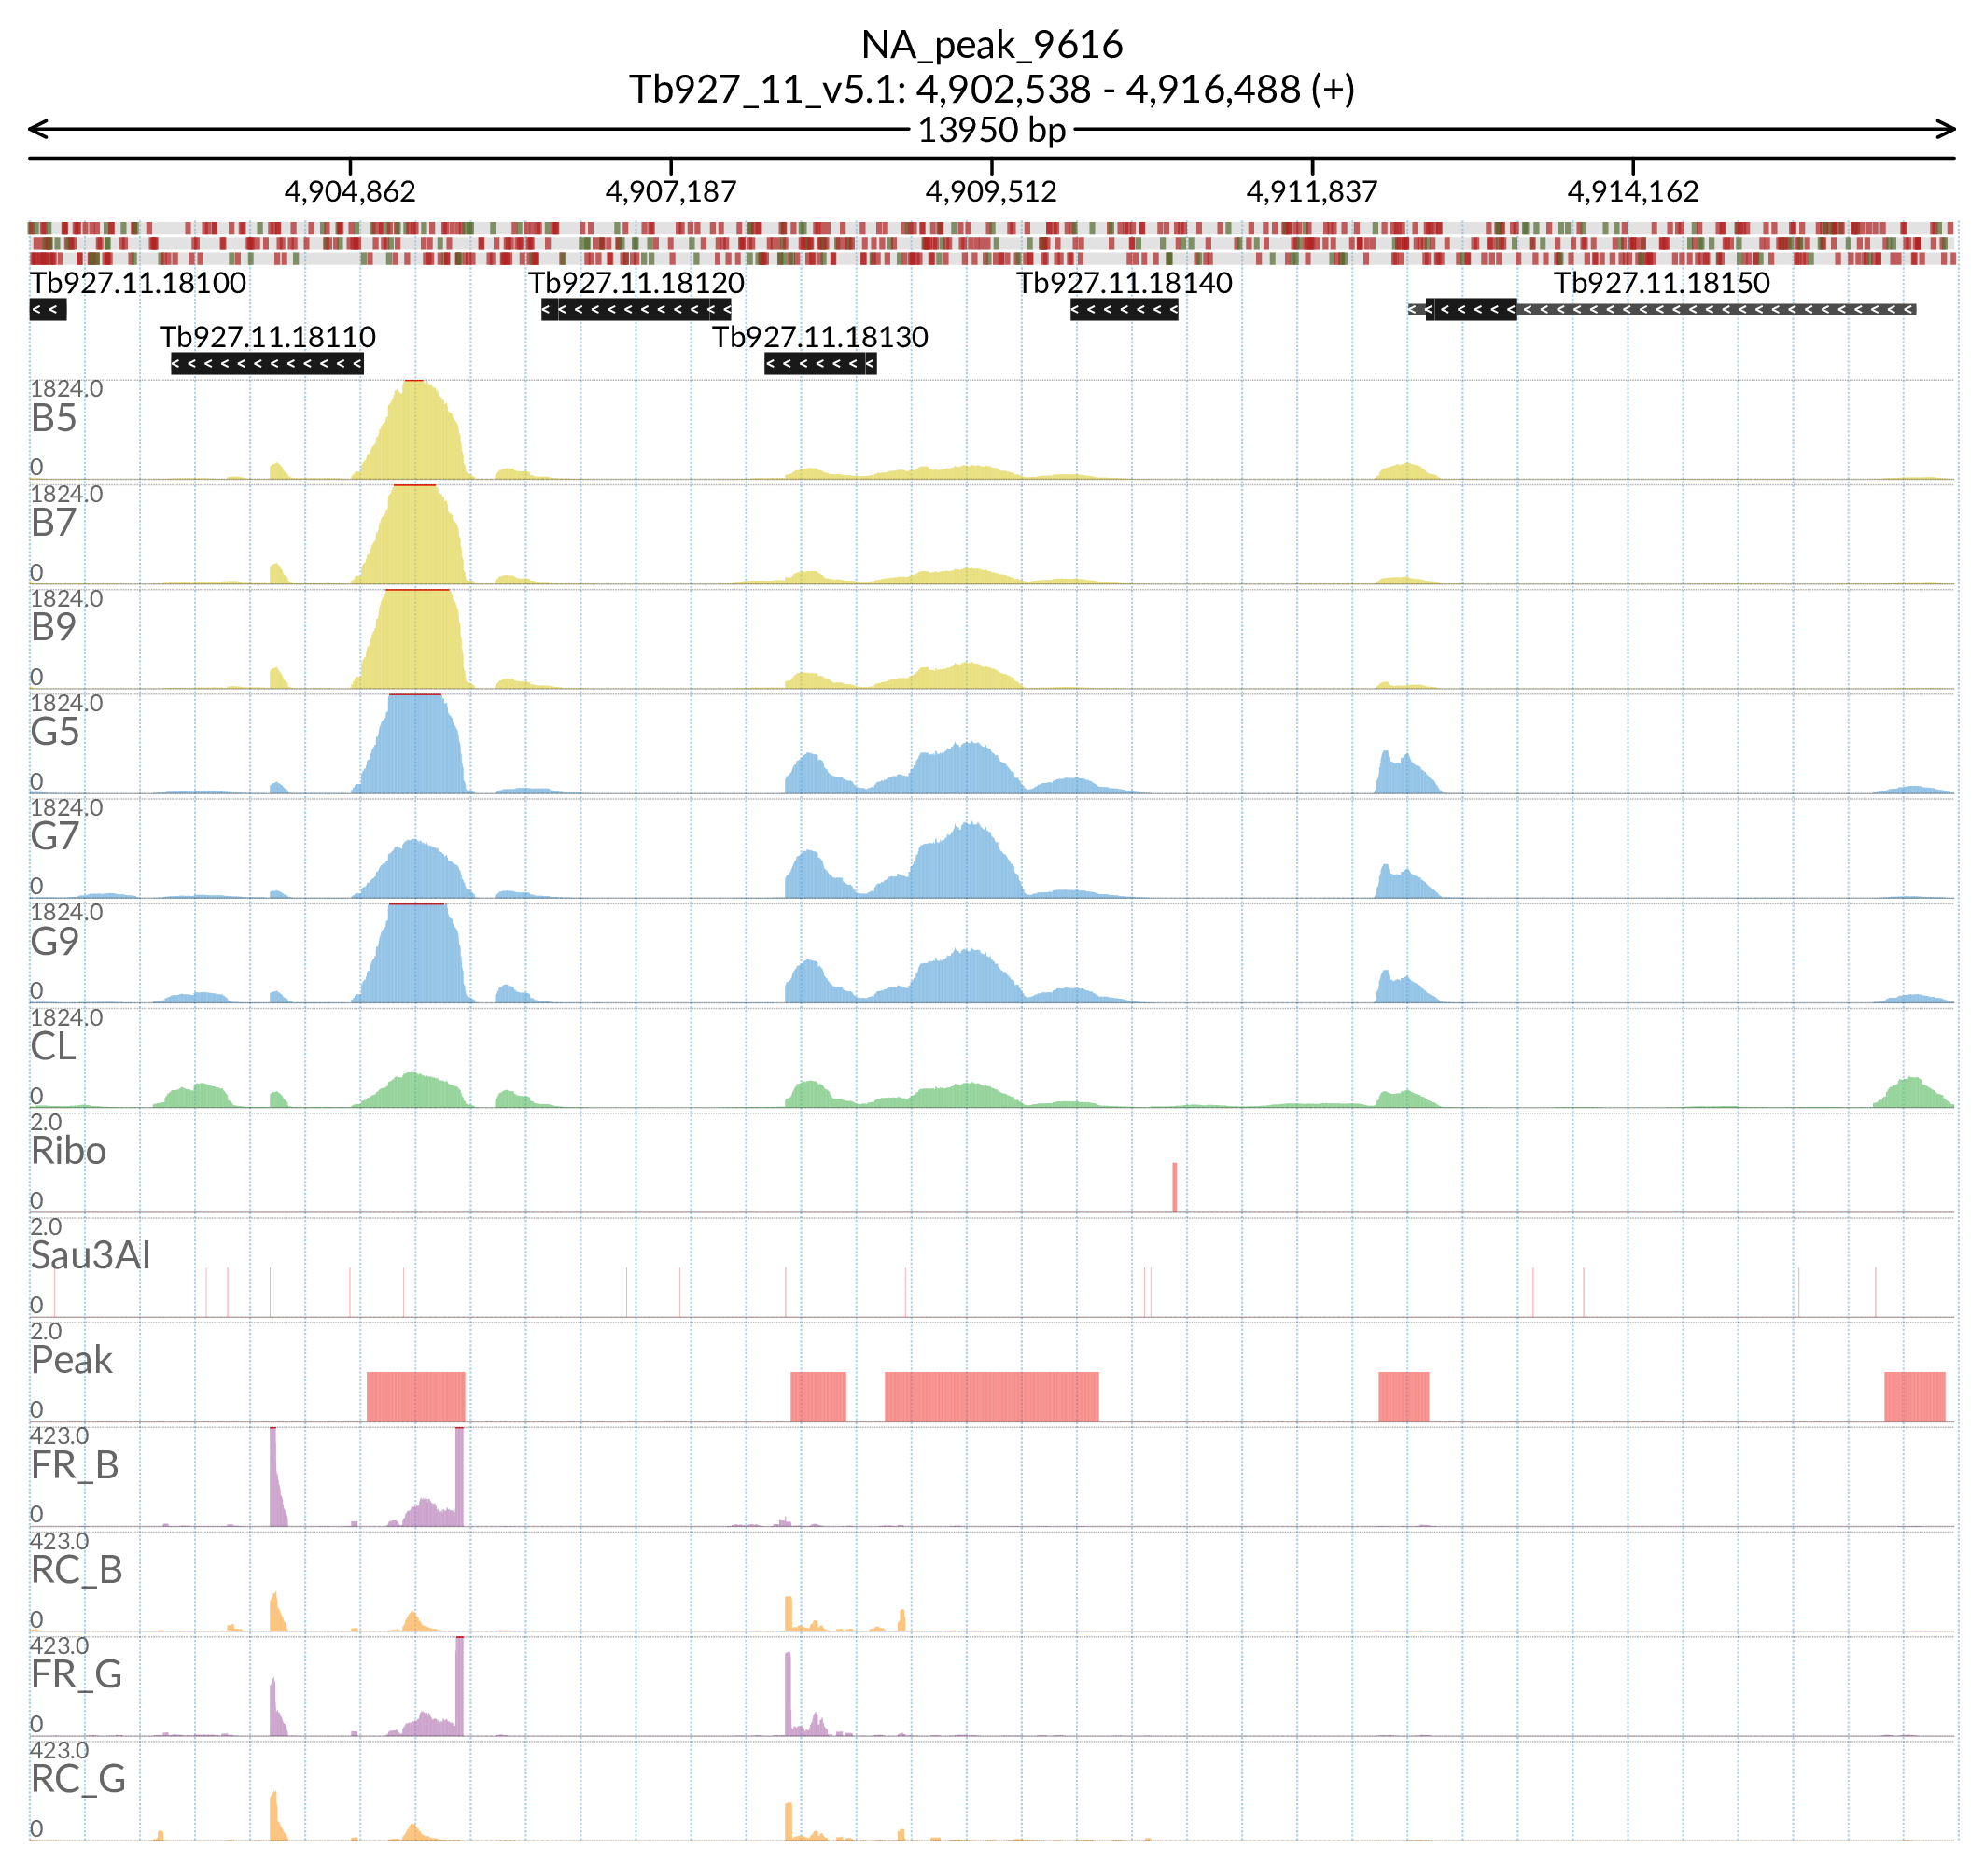 NA_peak_9616
Tb927_11_v5.1: 4,902,538 - 4,916,488 (+)
13950 bp
4,904,862 4,907,187 4,909,512 4,911,837 4,914,162
Tb927.11.18100 Tb927.11.18120 Tb927.11.18140 Tb927.11.18150
Tb927.11.18110 Tb927.11.18130
1824.0
B5
0
1824.0
B7
0
1824.0
B9
0
1824.0
G5
0
1824.0
G7
0
1824.0
G9
0
1824.0
CL
0
2.0
Ribo
0
2.0
Sau3AI
0
2.0
Peak
0
423.0
FR_B
0
423.0
RC_B
0
423.0
FR_G
0
423.0
RC_G
0